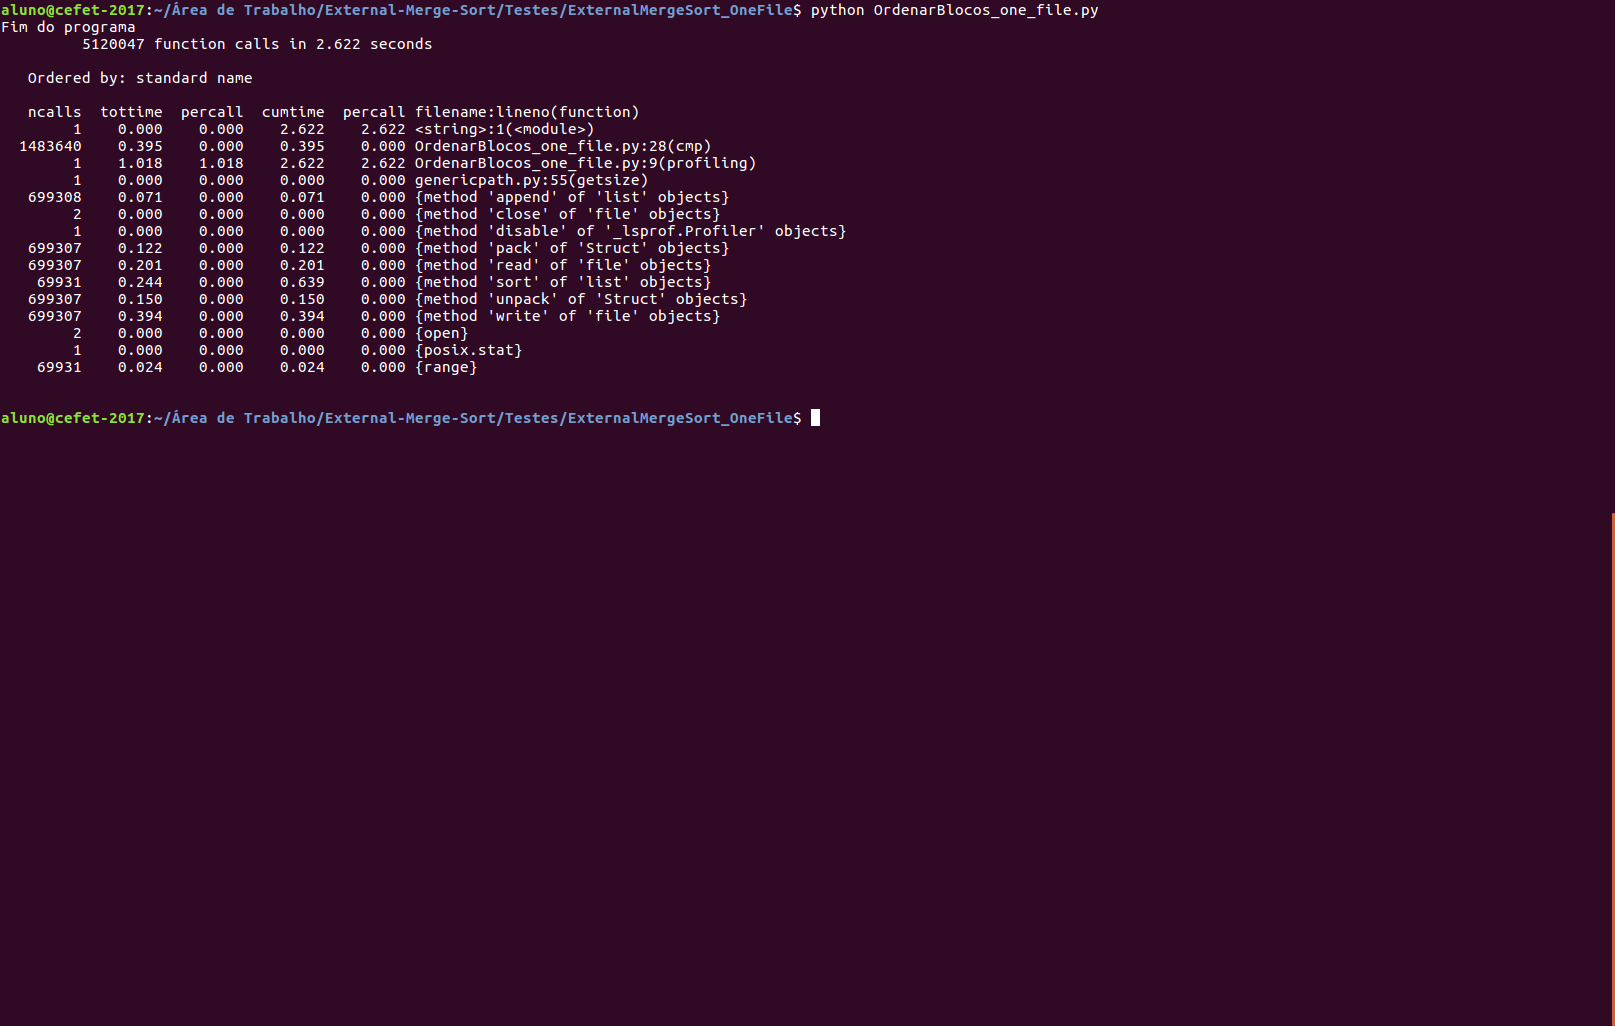 aluno@cefet-2017:~/Área de Trabalho/External-Merge-Sort/Testes/ExternalMergeSort_OneFile$ python OrdenarBlocos_one_file.py
Fim do programa
         5120047 function calls in 2.622 seconds

   Ordered by: standard name

   ncalls  tottime  percall  cumtime  percall filename:lineno(function)
        1    0.000    0.000    2.622    2.622 <string>:1(<module>)
  1483640    0.395    0.000    0.395    0.000 OrdenarBlocos_one_file.py:28(cmp)
        1    1.018    1.018    2.622    2.622 OrdenarBlocos_one_file.py:9(profiling)
        1    0.000    0.000    0.000    0.000 genericpath.py:55(getsize)
   699308    0.071    0.000    0.071    0.000 {method 'append' of 'list' objects}
        2    0.000    0.000    0.000    0.000 {method 'close' of 'file' objects}
        1    0.000    0.000    0.000    0.000 {method 'disable' of '_lsprof.Profiler' objects}
   699307    0.122    0.000    0.122    0.000 {method 'pack' of 'Struct' objects}
   699307    0.201    0.000    0.201    0.000 {method 'read' of 'file' objects}
    69931    0.244    0.000    0.639    0.000 {method 'sort' of 'list' objects}
   699307    0.150    0.000    0.150    0.000 {method 'unpack' of 'Struct' objects}
   699307    0.394    0.000    0.394    0.000 {method 'write' of 'file' objects}
        2    0.000    0.000    0.000    0.000 {open}
        1    0.000    0.000    0.000    0.000 {posix.stat}
    69931    0.024    0.000    0.024    0.000 {range}

aluno@cefet-2017:~/Área de Trabalho/External-Merge-Sort/Testes/ExternalMergeSort_OneFile$